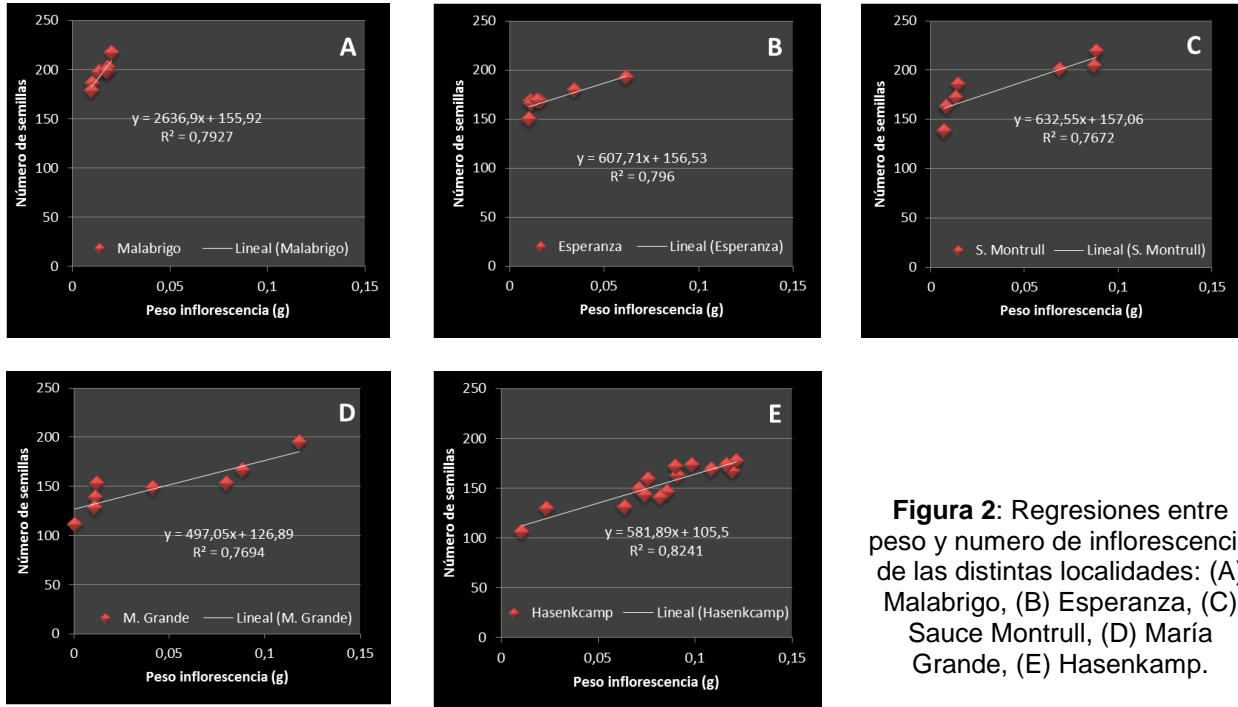 250
200
150
100
50
0
Número de semillas
A
y = 2636,9x + 155,92
R² = 0,7927
Malabrigo
Lineal (Malabrigo)
0 0,05 0,1 0,15
Peso inflorescencia (g)
250
200
150
100
50
0
Número de semillas
B
y = 607,71x + 156,53
R² = 0,796
Esperanza
Lineal (Esperanza)
0 0,05 0,1 0,15
Peso inflorescencia (g)
250
200
150
100
50
0
Número de semillas
C
y = 632,55x + 157,06
R² = 0,7672
S. Montrull
Lineal (S. Montrull)
0 0,05 0,1 0,15
Peso inflorescencia (g)
250
200
150
100
50
0
Número de semillas
D
y = 497,05x + 126,89
R² = 0,7694
M. Grande
Lineal (M. Grande)
0 0,05 0,1 0,15
Peso inflorescencia (g)
250
200
150
100
50
0
Número de semillas
E
y = 581,89x + 105,5
R² = 0,8241
Hasenkcamp
Lineal (Hasenkcamp)
0 0,05 0,1 0,15
Peso inflorescencia (g)
Figura 2: Regresiones entre
peso y numero de inflorescenci
de las distintas localidades: (A)
Malabrigo, (B) Esperanza, (C)
Sauce Montrull, (D) María
Grande, (E) Hasenkamp.